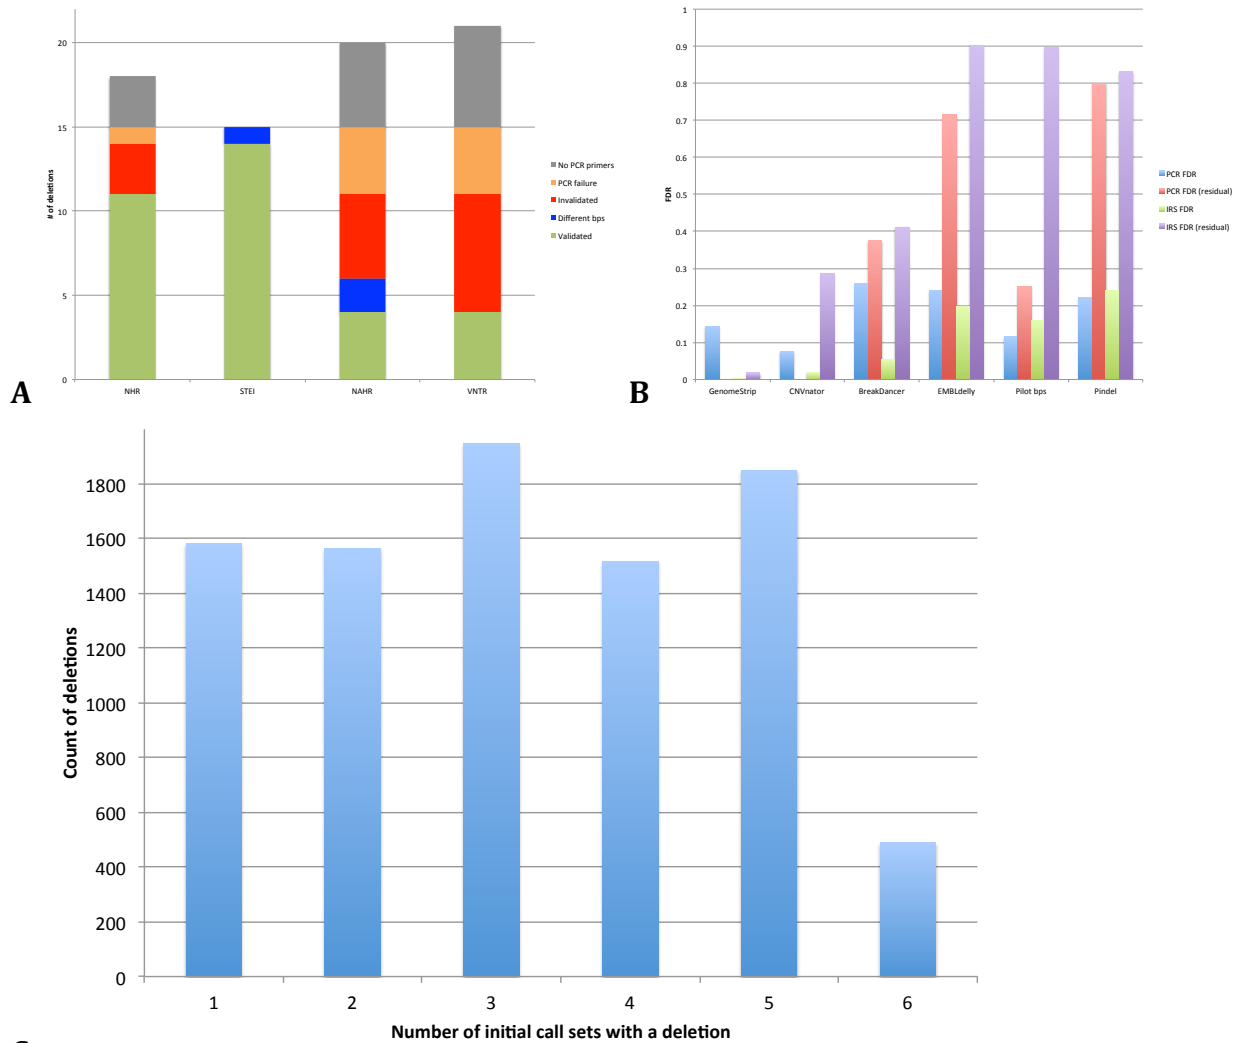 # of deletions
20
15
10
5
0
NHR
STEI
NAHR
VNTR
No PCR primers
PCR failure
Invalidated
Different bps
Validated
A
FDR
1
0.9
0.8
0.7
0.6
0.5
0.4
0.3
0.2
0.1
0
GenomeStrip
CNVnator
BreakDancer
EMBLdelly
Pilot bps
Pindel
PCR FDR
PCR FDR (residual)
IRS FDR
IRS FDR (residual)
B
Count of deletions
1800
1600
1400
1200
1000
800
600
400
200
0
1
2
3
4
5
6
Number of initial call sets with a deletion